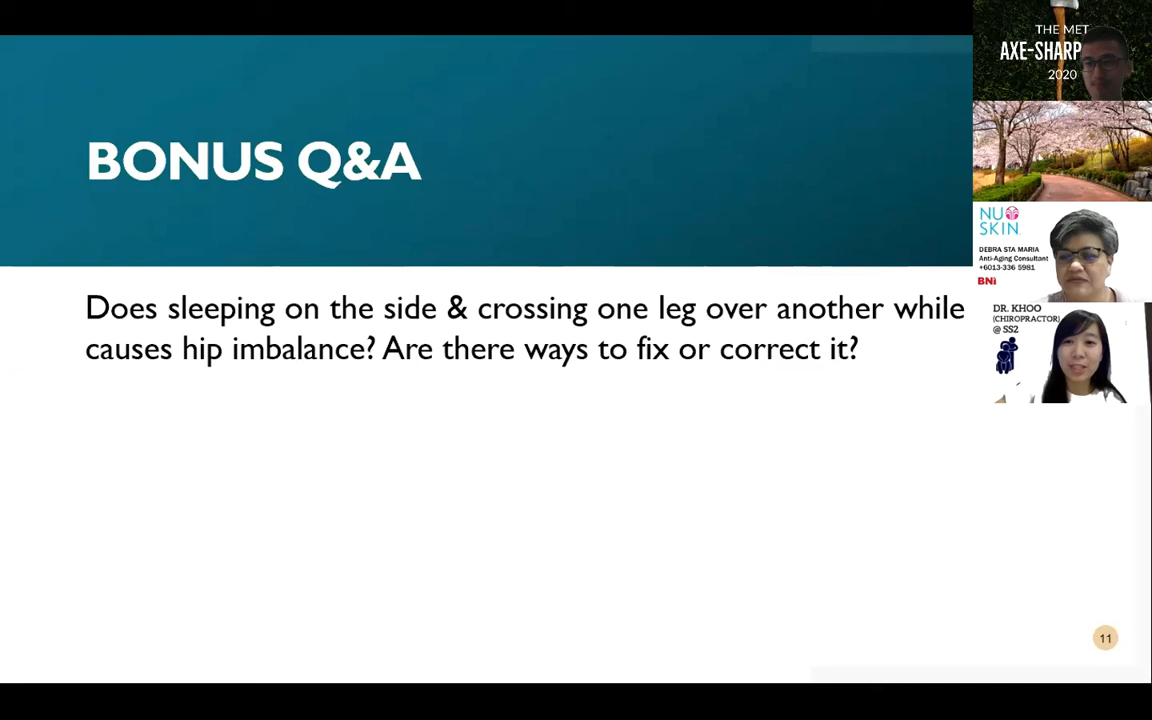 BONUS Q&A
Does sleeping on the side & crossing one leg over another while
causes hip imbalance? Are there ways to fix or correct it?
11
THE MET
AXE-SHARP
2020
NU
SKIN
DEBRA STA MARIA
Anti-Aging Consultant
+6013-336 5981
BNI
DR. KHOO
(CHIROPRACTOR)
@ SS2